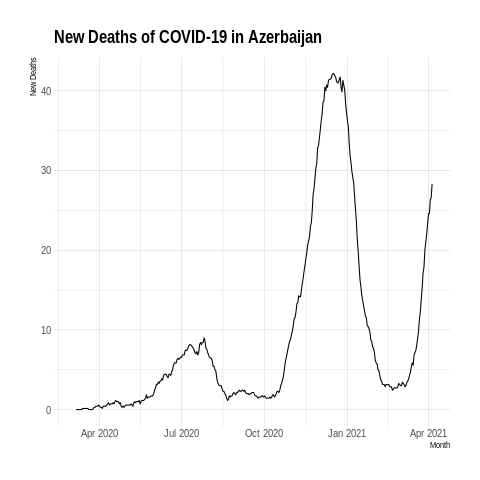 New Deaths of COVID-19 in Azerbaijan
New Deaths
40
30
20
10
0
Apr 2020 Jul 2020 Oct 2020 Jan 2021 Apr 2021
Month